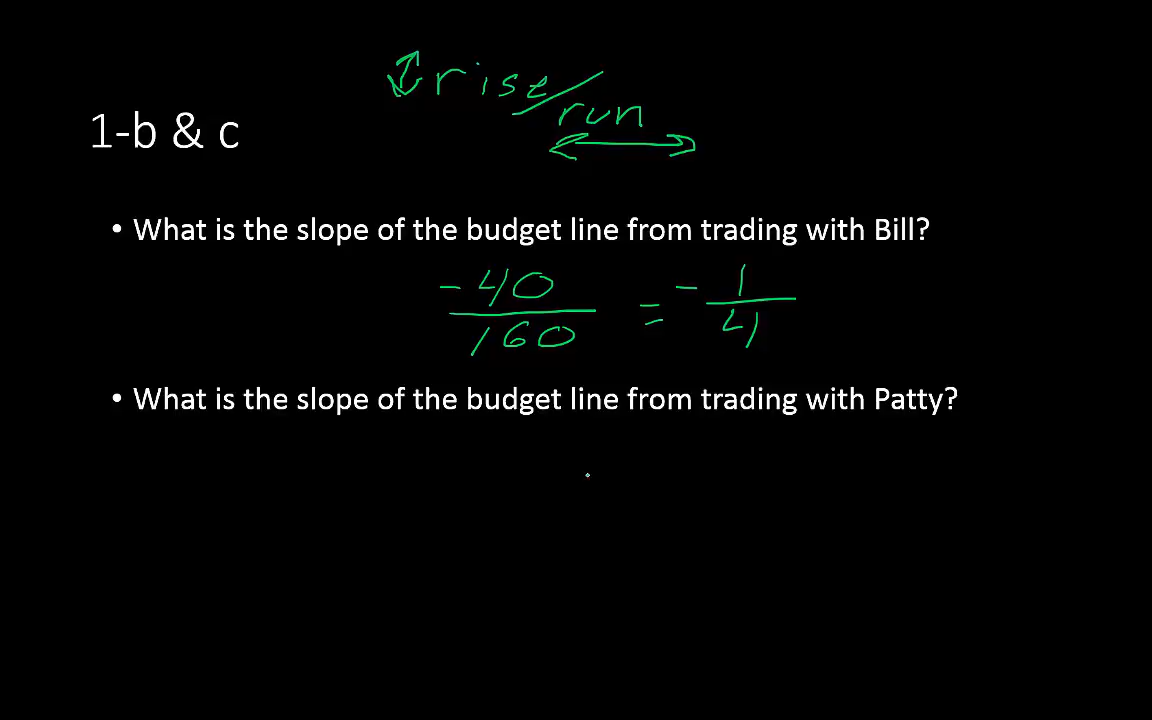 rise/run
1-b & c
• What is the slope of the budget line from trading with Bill?
-40/160 = -1/4
• What is the slope of the budget line from trading with Patty?